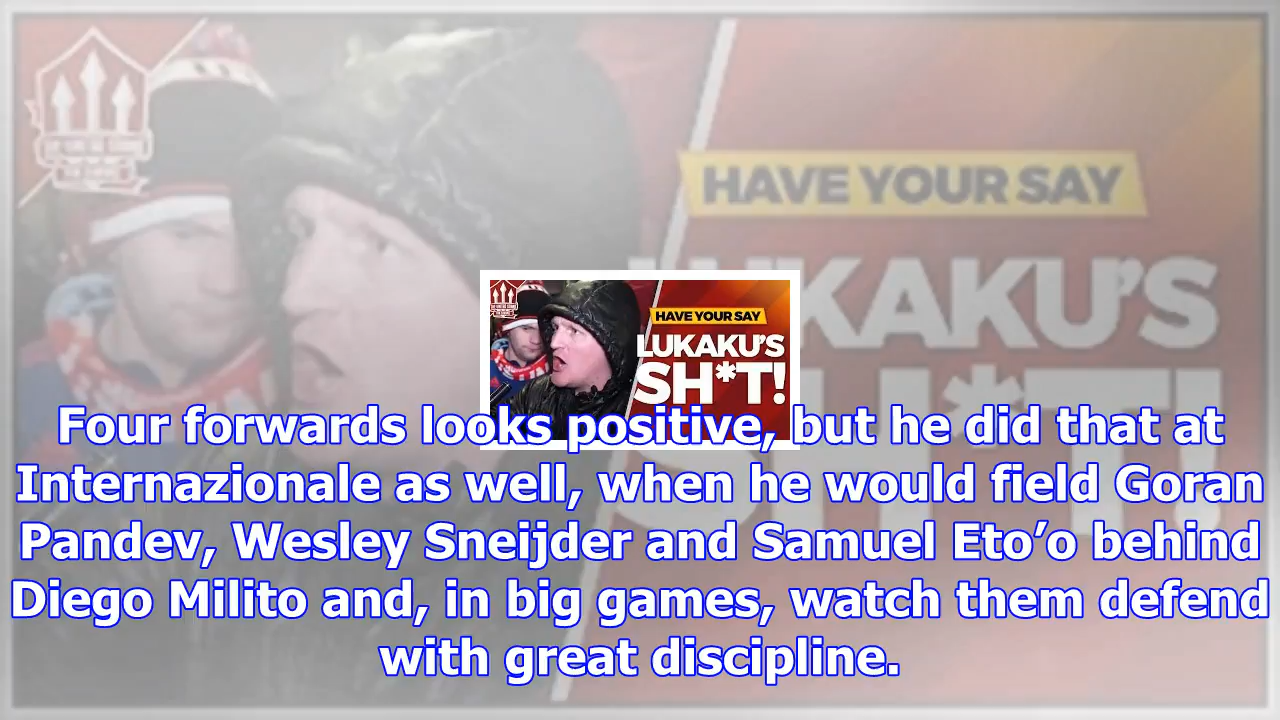 HAVE YOUR SAY
LUKAKU'S
SH*T!
HAVE YOUR SAY
LUKAKU'S
SH*T!
Four forwards looks positive, but he did that at
Internazionale as well, when he would field Goran
Pandev, Wesley Sneijder and Samuel Eto’o behind
Diego Milito and, in big games, watch them defend
with great discipline.